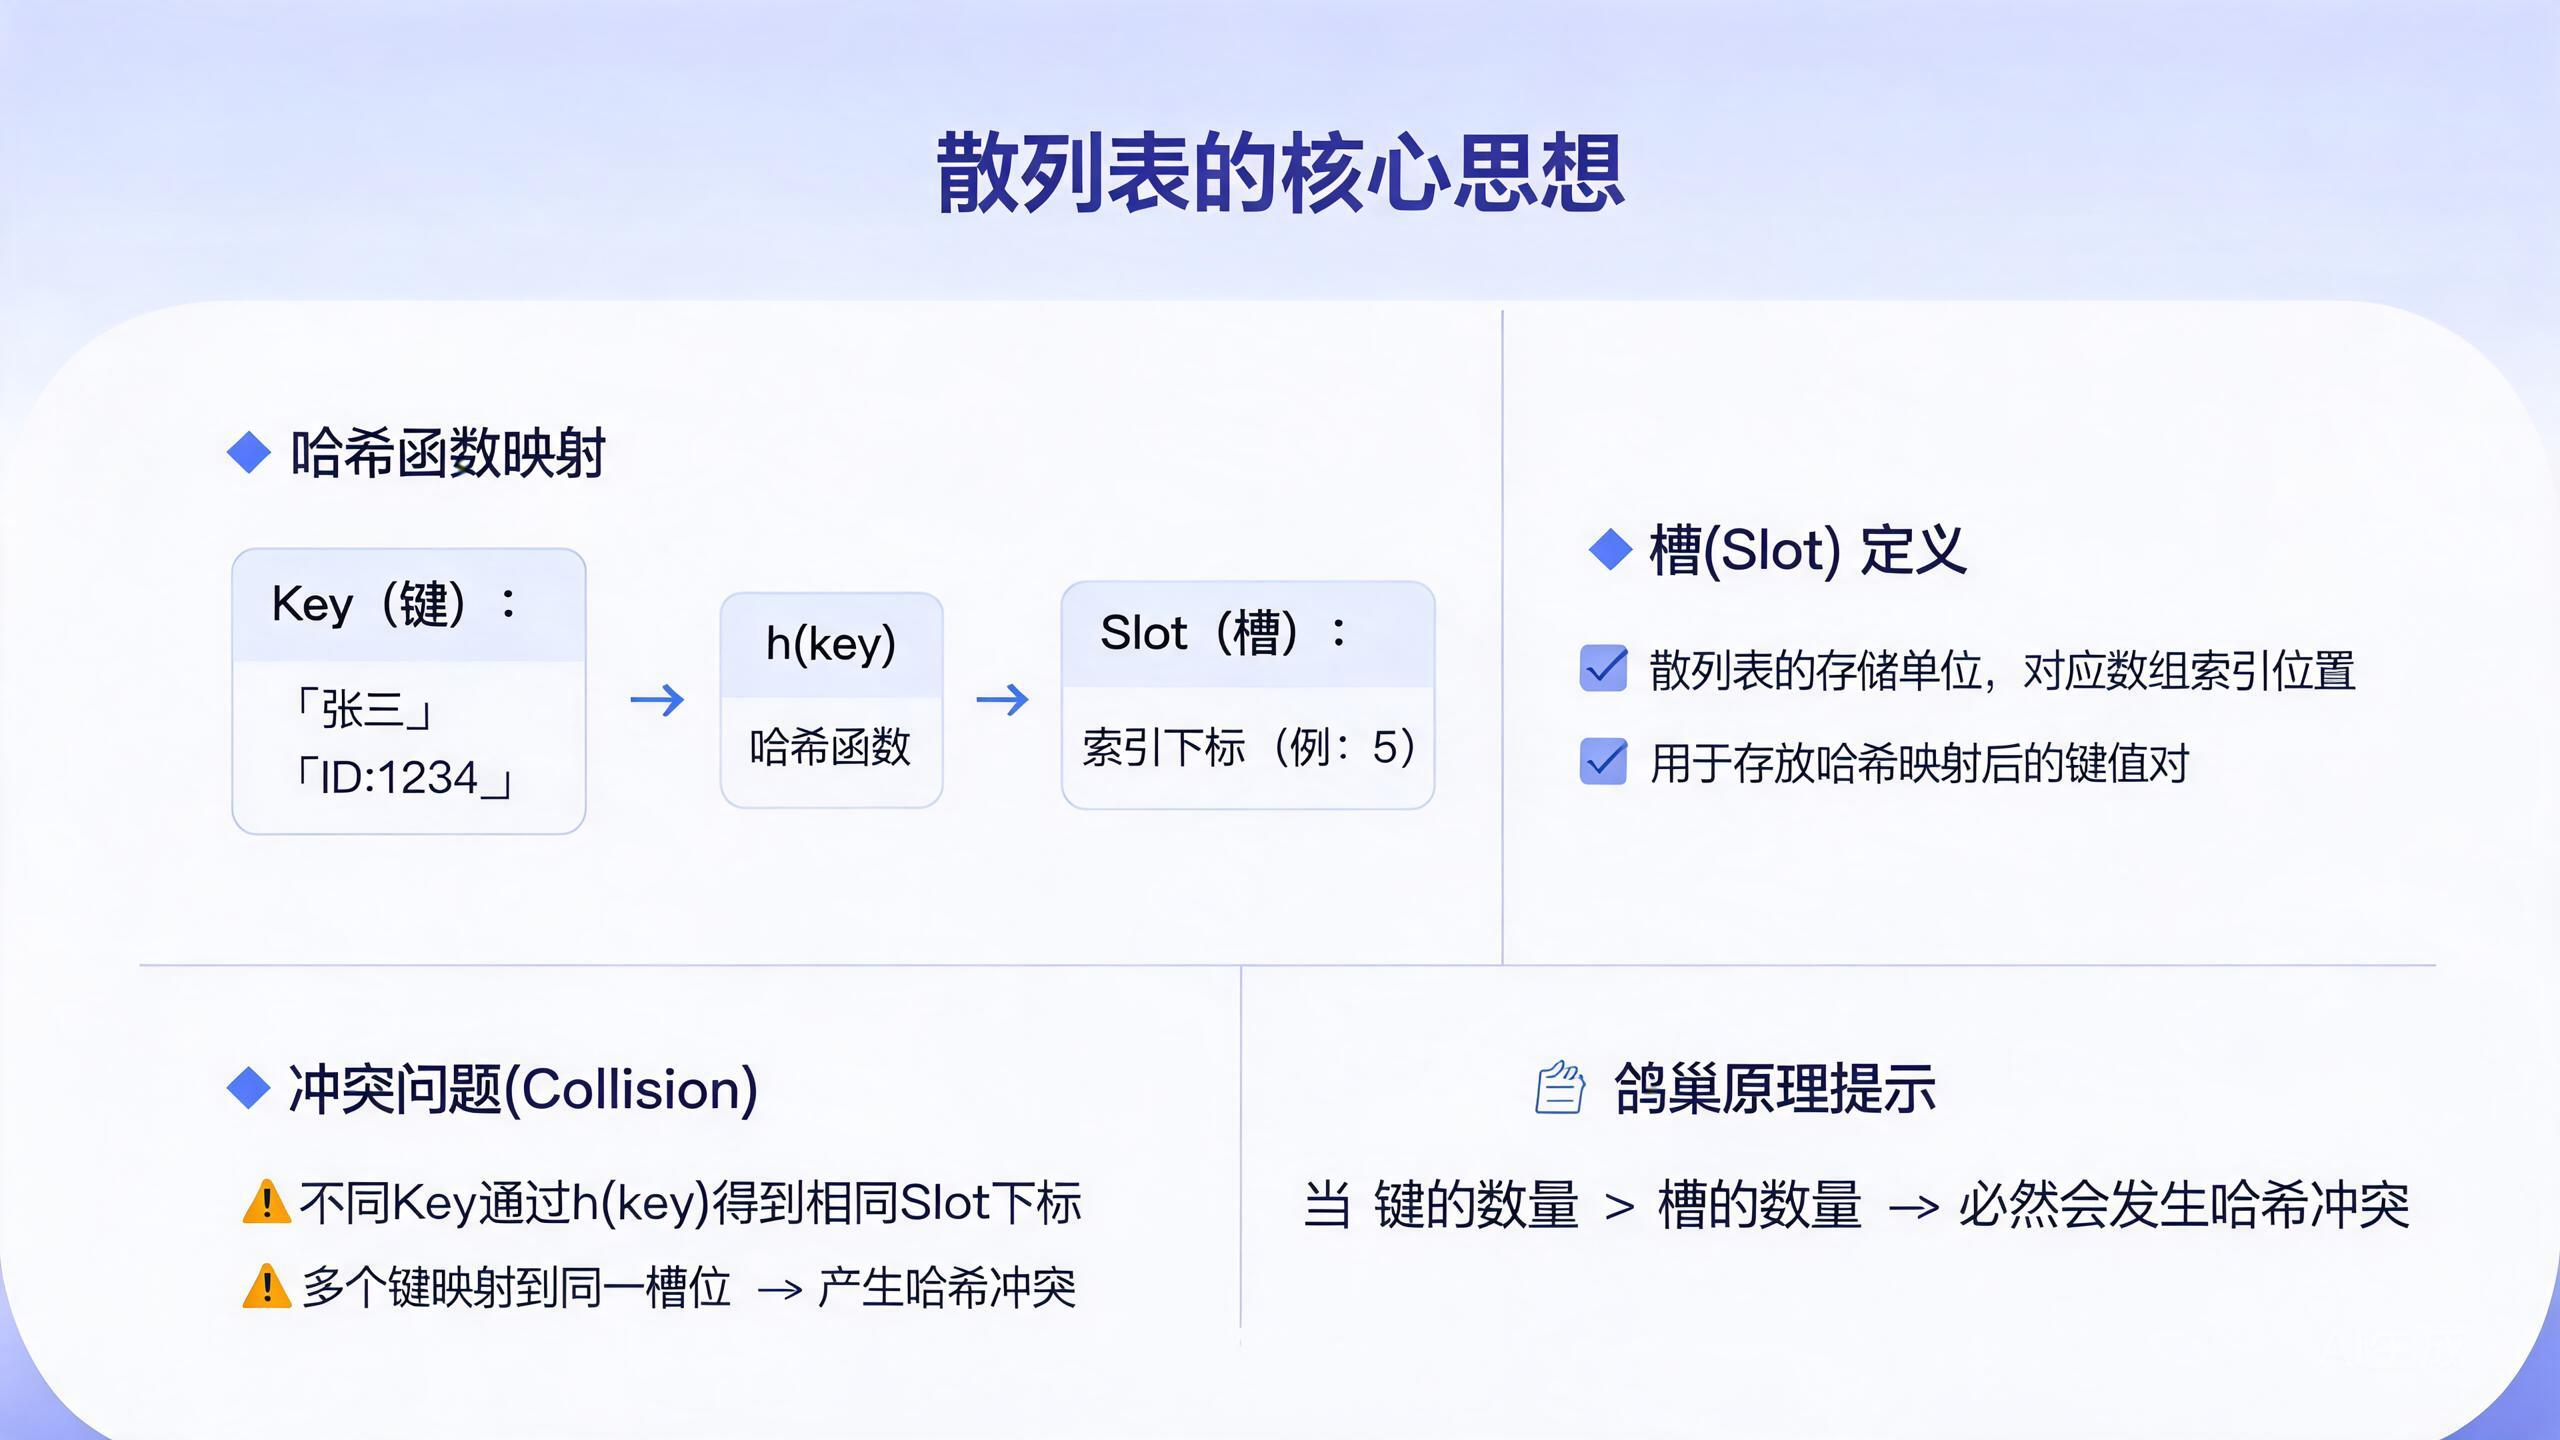 散列表的核心思想
哈希函数映射
Key（键）：
「张三」
「ID:1234」
h(key)
哈希函数
Slot（槽）：
索引下标（例：5）
槽(Slot) 定义
散列表的存储单位，对应数组索引位置
用于存放哈希映射后的键值对
冲突问题(Collision)
不同Key通过h(key)得到相同Slot下标
多个键映射到同一槽位 → 产生哈希冲突
鸽巢原理提示
当 键的数量 > 槽的数量 → 必然会发生哈希冲突